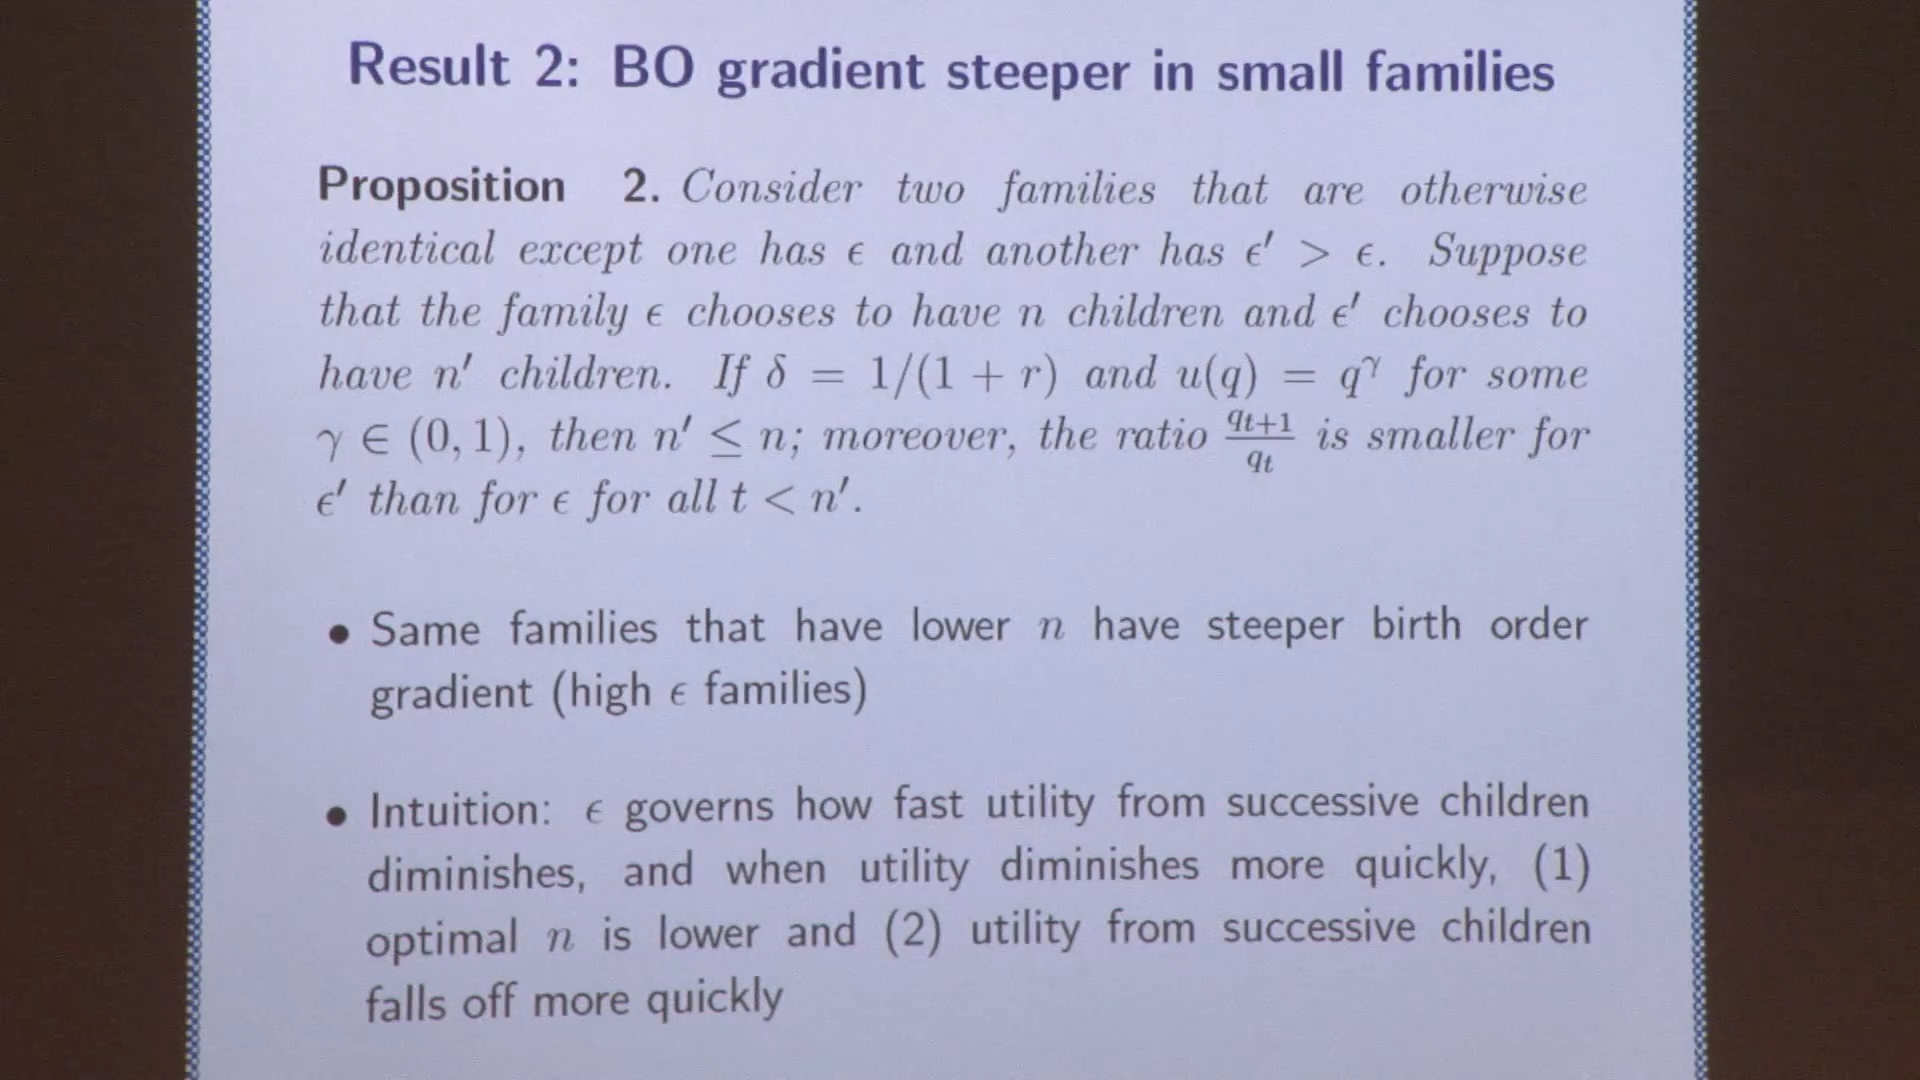 Result 2: BO gradient steeper in small families
Proposition 2. Consider two families that are otherwise
identical except one has ϵ and another has ϵ′ > ϵ. Suppose
that the family ϵ chooses to have n children and ϵ′ chooses to
have n′ children. If δ = 1/(1 + r) and u(q) = q^γ for some
γ ∈ (0, 1), then n′ ≤ n; moreover, the ratio q_{t+1}/q_t is smaller for
ϵ′ than for ϵ for all t < n′.
• Same families that have lower n have steeper birth order
gradient (high ϵ families)
• Intuition: ϵ governs how fast utility from successive children
diminishes, and when utility diminishes more quickly, (1)
optimal n is lower and (2) utility from successive children
falls off more quickly